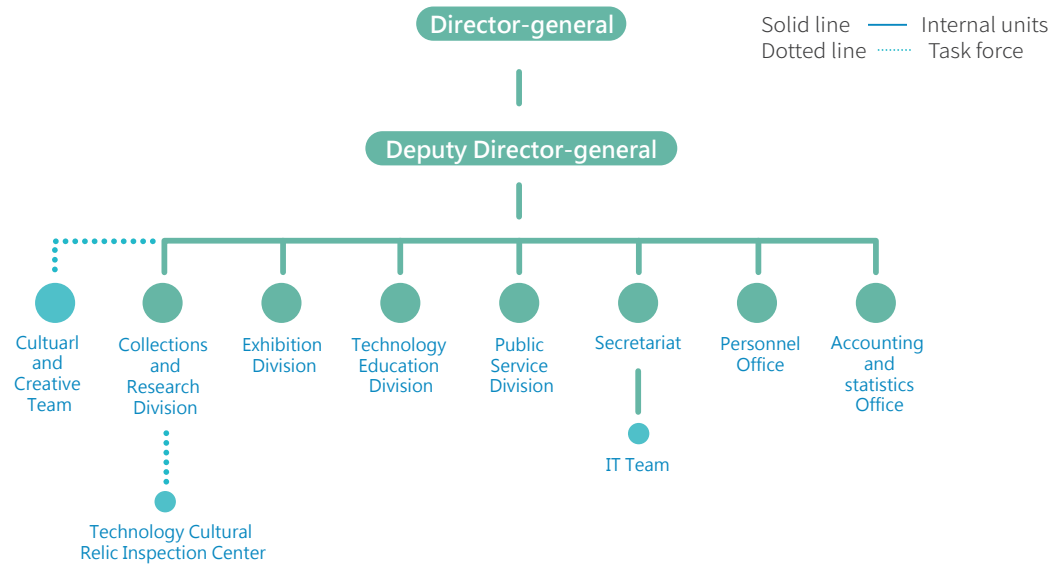 Director-general
Solid line Internal units
Dotted line Task force
Deputy Director-general
Cultuarl
and
Creative
Team
Collections
and
Research
Division
Exhibition
Division
Technology
Education
Division
Public
Service
Division
Secretariat
Personnel
Office
Accounting
and
statistics
Office
IT Team
Technology Cultural
Relic Inspection Center